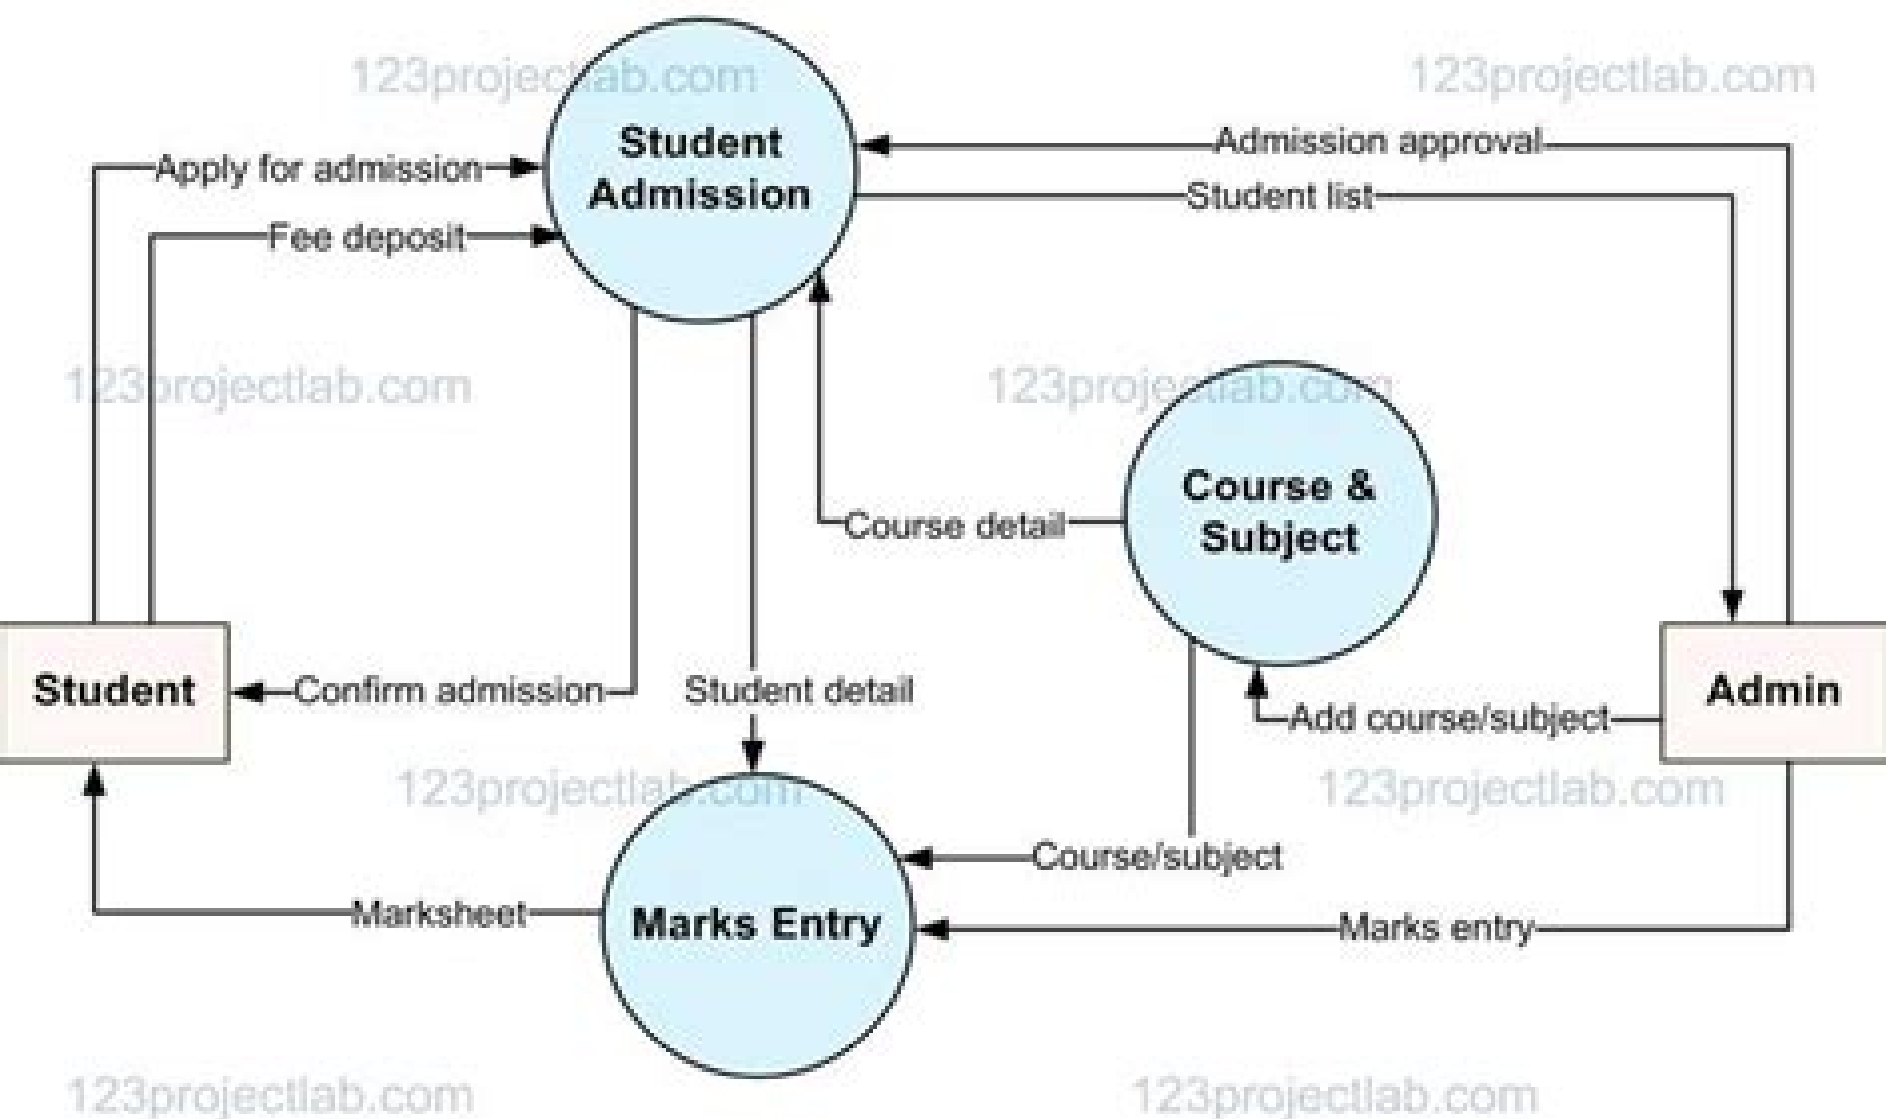 123projectlab.com
123projectlab.com
Student
Admission
Admission approval
Apply for admission
Student list
Fee deposit
123projectlab.com
123projectlab.com
Course &
Subject
Course detail
Student
Confirm admission
Student detail
Admin
Add course/subject
123projectlab.com
123projectlab.com
Course/subject
Marksheet
Marks Entry
Marks entry
123projectlab.com
123projectlab.com